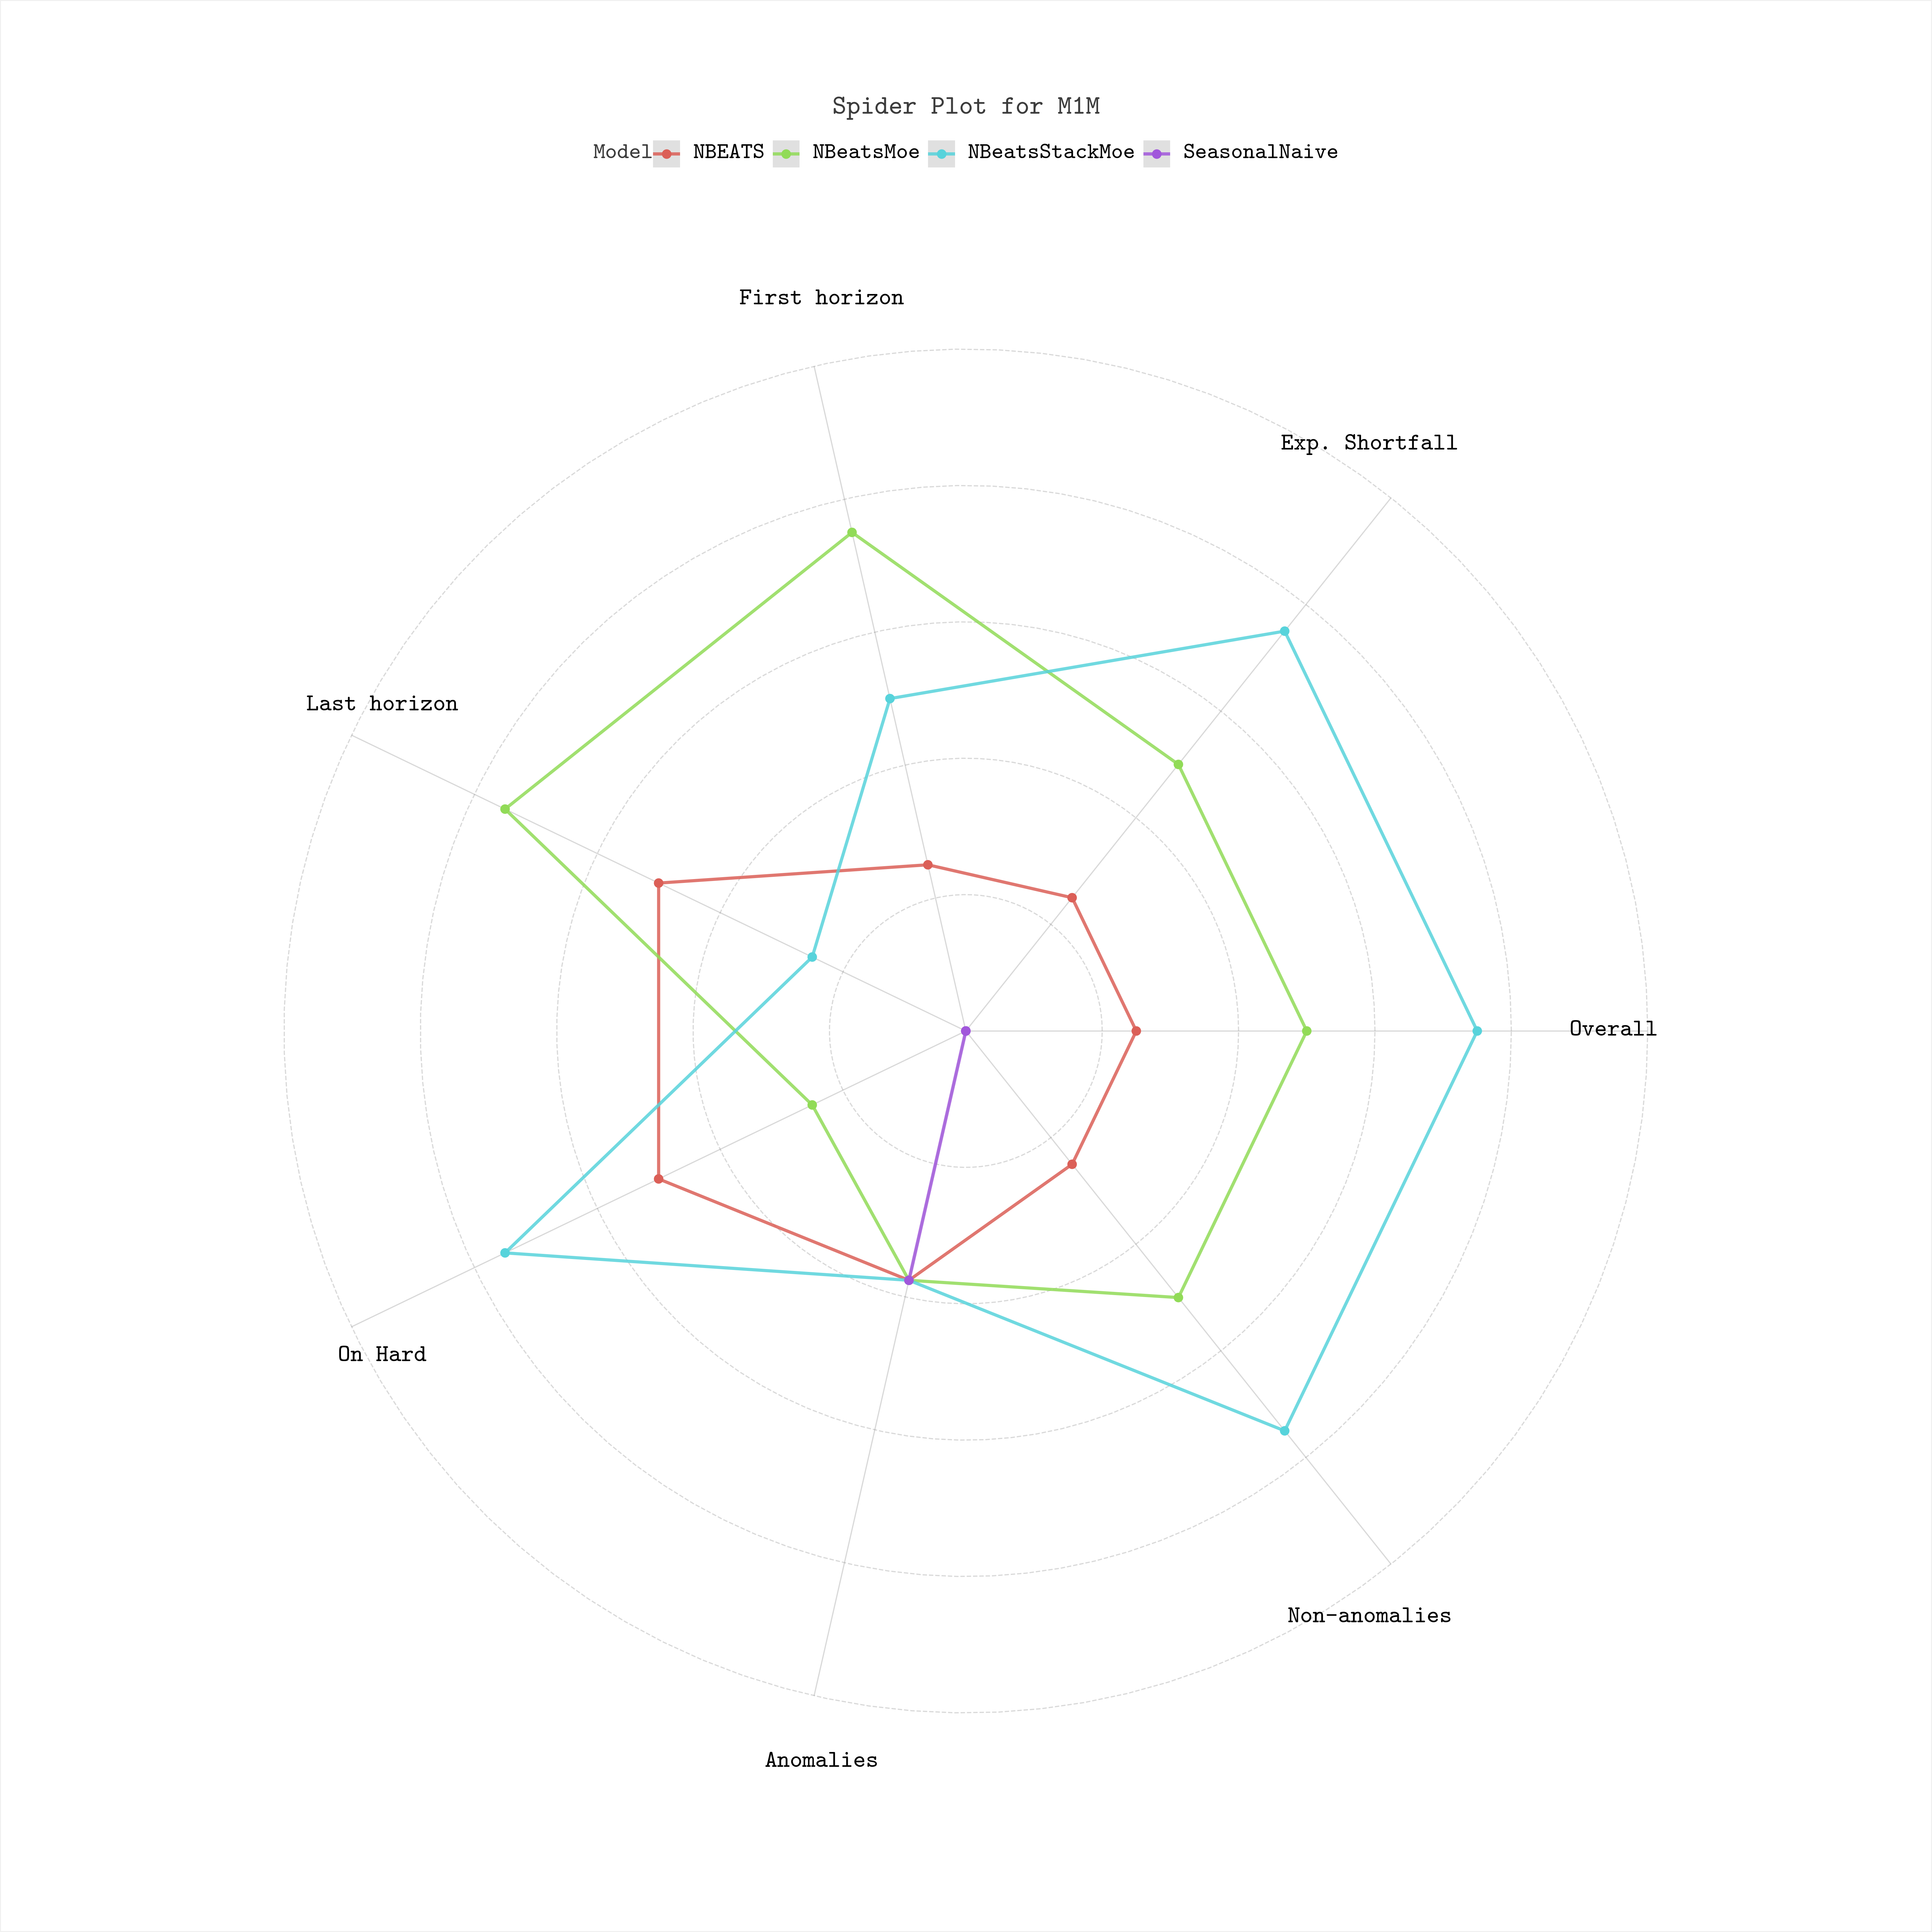 Spider Plot for M1M
Model NBEATS NBeatsMoe NBeatsStackMoe SeasonalNaive
First horizon
Exp. Shortfall
Last horizon
Overall
On Hard
Non-anomalies
Anomalies